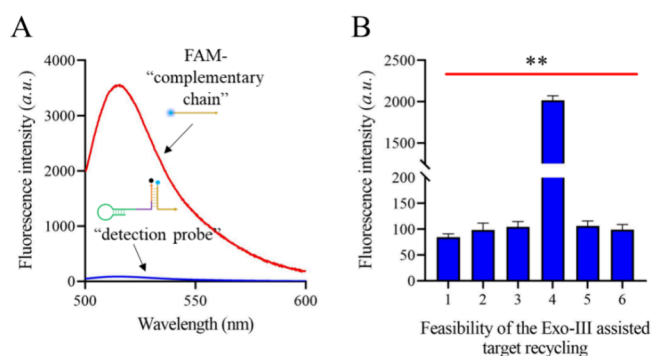 A
Fluorescence intensity (a.u.)
4000
3000
2000
1000
0
FAM-
“complementary
chain”
“detection probe”
500
550
600
Wavelength (nm)
B
Fluorescence intensity (a.u.)
2500
2000
1500
200
150
100
50
0
**
1 2 3 4 5 6
Feasibility of the Exo-III assisted
target recycling